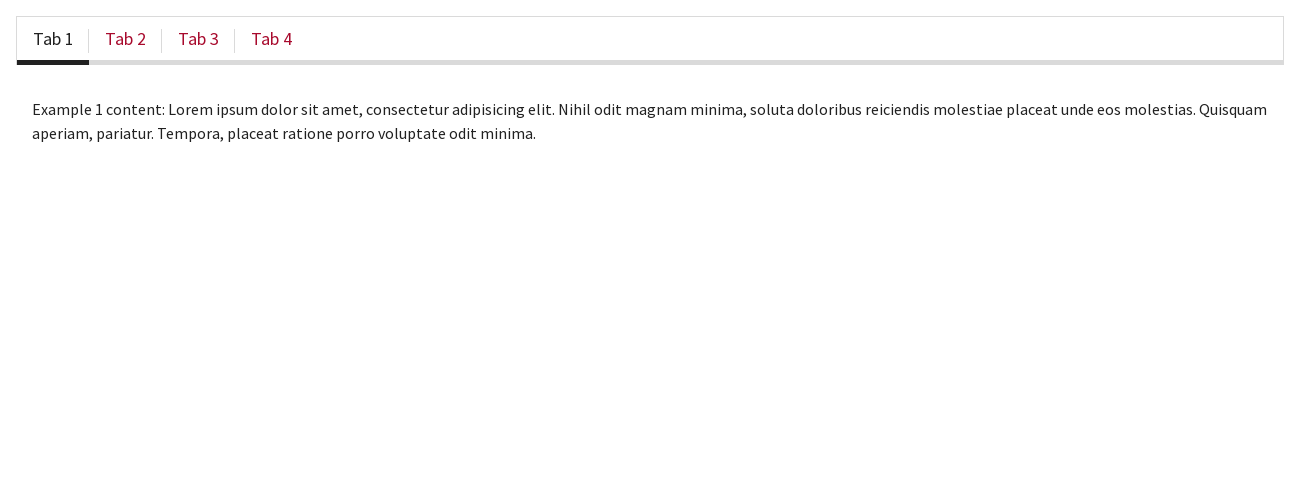 Tab 1 Tab 2 Tab 3 Tab 4
Example 1 content: Lorem ipsum dolor sit amet, consectetur adipisicing elit. Nihil odit magnam minima, soluta doloribus reiciendis molestiae placeat unde eos molestias. Quisquam
aperiam, pariatur. Tempora, placeat ratione porro voluptate odit minima.